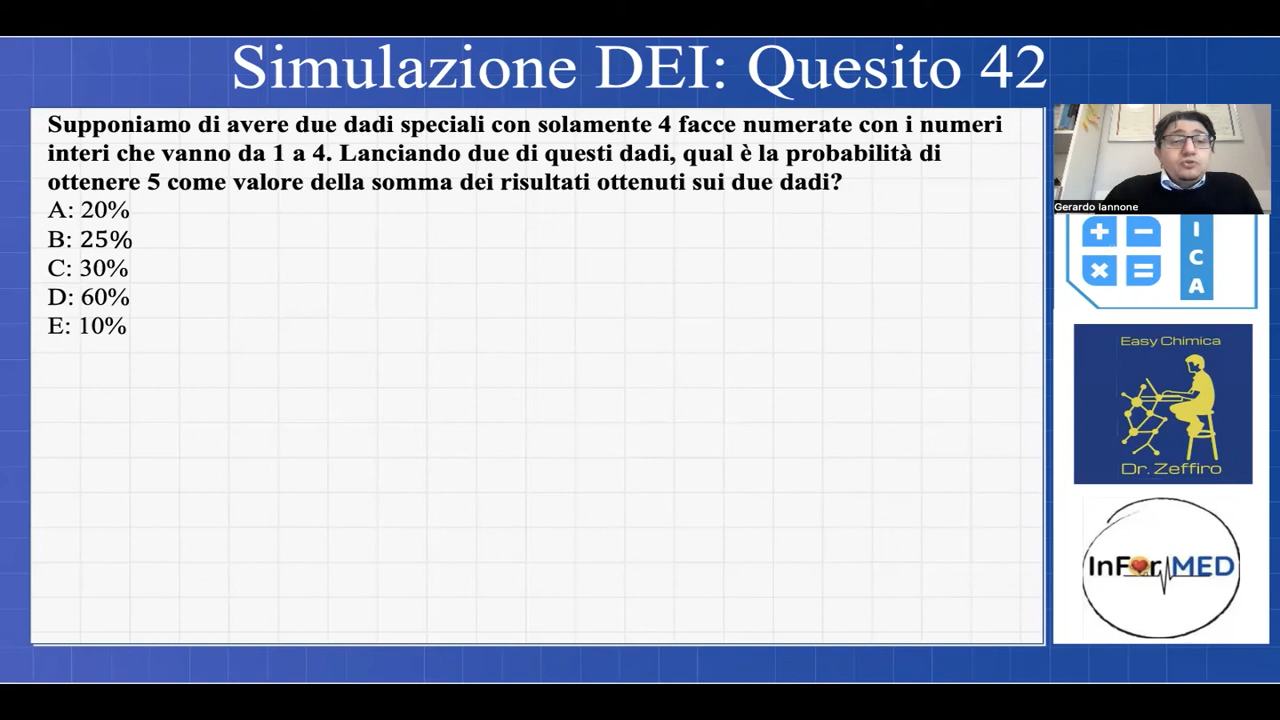 Simulazione DEI: Quesito 42
Supponiamo di avere due dadi speciali con solamente 4 facce numerate con i numeri
interi che vanno da 1 a 4. Lanciando due di questi dadi, qual è la probabilità di
ottenere 5 come valore della somma dei risultati ottenuti sui due dadi?
A: 20%
B: 25%
C: 30%
D: 60%
E: 10%
Gerardo Iannone
+ − I
C
× = A
Easy Chimica
Dr. Zeffiro
InForMED